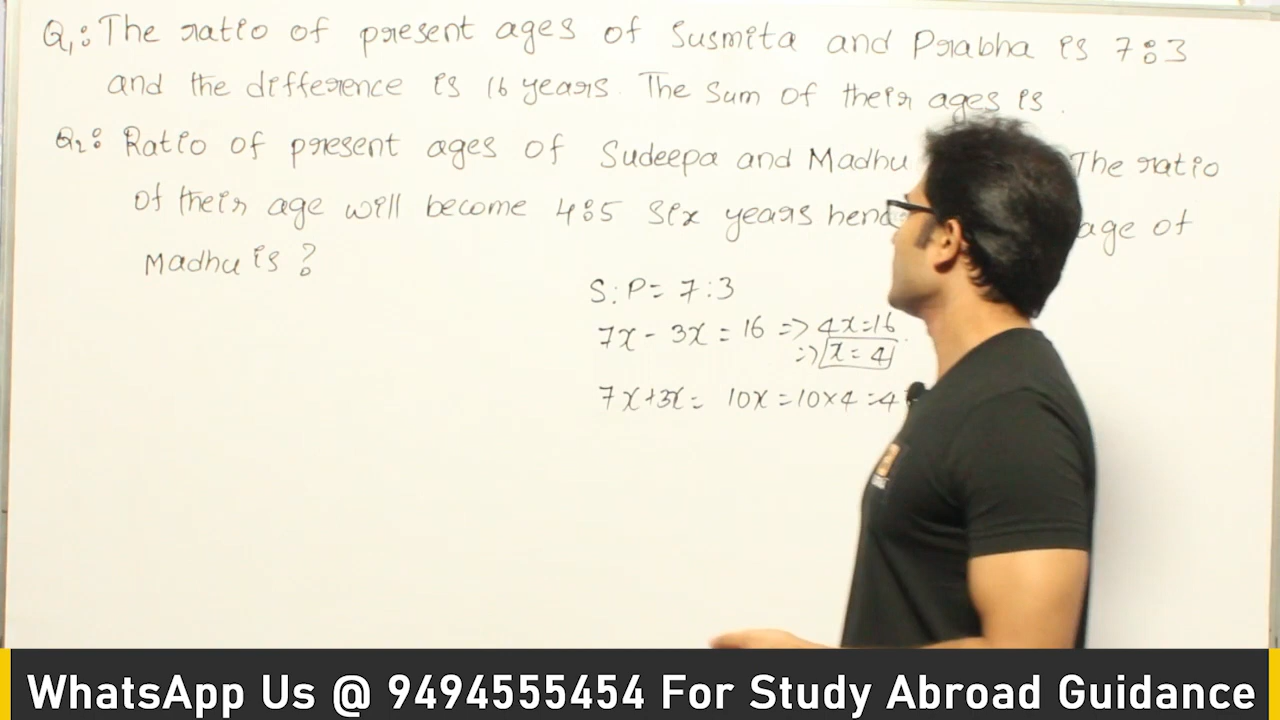 Q1: The ratio of present ages of Susmita and Prabha is 7:3
and the difference is 16 years. The Sum of their ages is.
Q2: Ratio of present ages of Sudeepa and Madhu The ratio
of their age will become 4:5 six years age of
Madhu is?
S:P= 7:3
7x - 3x = 16 => 4x=16
=> x = 4
7x+3x= 10x=10×4=4
WhatsApp Us @ 9494555454 For Study Abroad Guidance